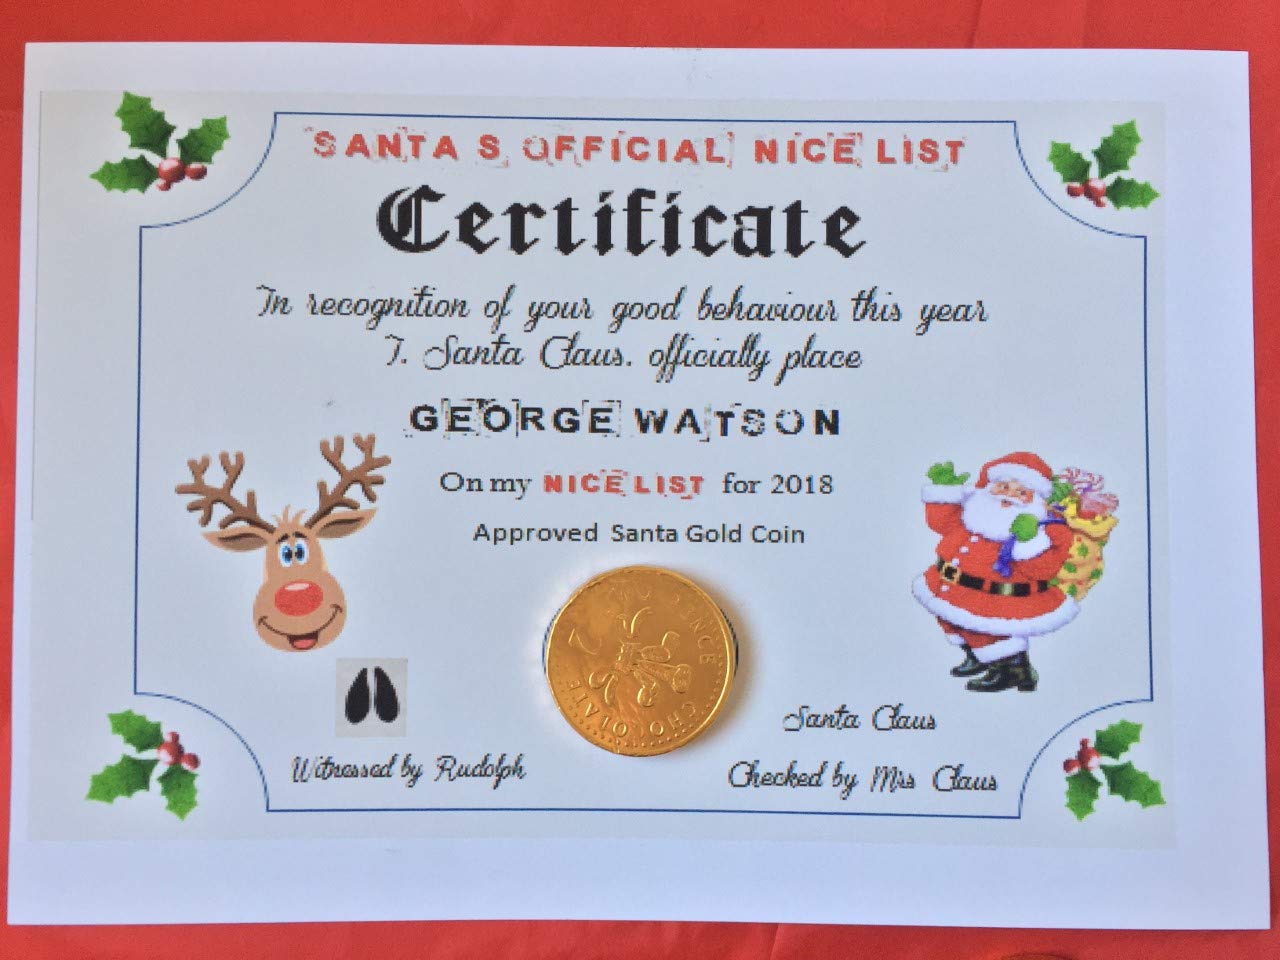 SANTA S OFFICIAL NICE LIST
Certificate
In recognition of your good behaviour this year
I. Santa Claus. officially place
GEORGE WATSON
On my NICE LIST for 2018
Approved Santa Gold Coin
2 TWO PENCE
CHOCOLATE
Santa Claus
Witnessed by Rudolph
Checked by Mrs Claus